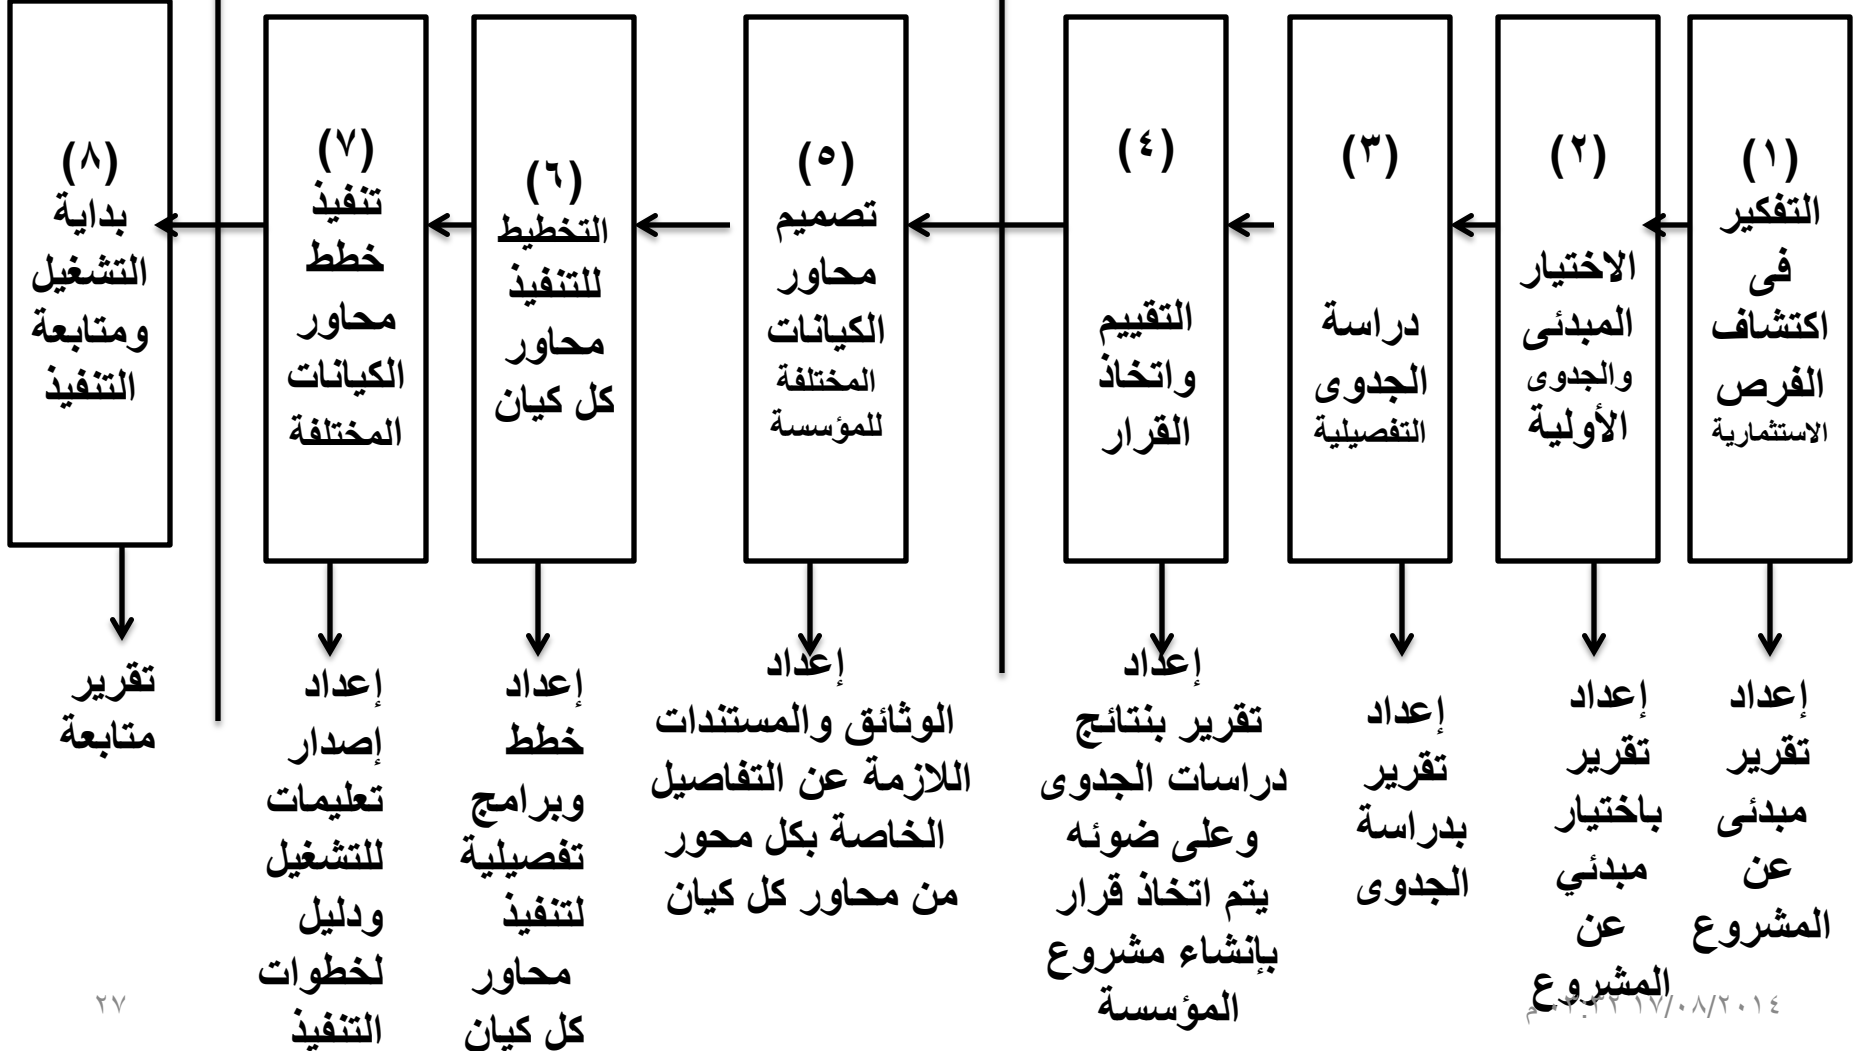 (١)
التفكير
فى
اكتشاف
الفرص
الاستثمارية
(٢)
الاختيار
المبدئى
والجدوى
الأولية
(٣)
دراسة
الجدوى
التفصيلية
(٤)
التقييم
واتخاذ
القرار
(٥)
تصميم
محاور
الكيانات
المختلفة
للمؤسسة
(٦)
التخطيط
للتنفيذ
محاور
كل كيان
(٧)
تنفيذ
خطط
محاور
الكيانات
المختلفة
(٨)
بداية
التشغيل
ومتابعة
التنفيذ
إعداد
تقرير
مبدئى
عن
المشروع
إعداد
تقرير
باختيار
مبدئي
عن
المشروع
إعداد
تقرير
بدراسة
الجدوى
إعداد
تقرير بنتائج
دراسات الجدوى
وعلى ضوئه
يتم اتخاذ قرار
بإنشاء مشروع
المؤسسة
إعداد
الوثائق والمستندات
اللازمة عن التفاصيل
الخاصة بكل محور
من محاور كل كيان
إعداد
خطط
وبرامج
تفصيلية
لتنفيذ
محاور
كل كيان
إعداد
إصدار
تعليمات
للتشغيل
ودليل
لخطوات
التنفيذ
تقرير
متابعة
١٧/٠٨/٢٠١٤ ٠٢:٣٢ م
٢٧